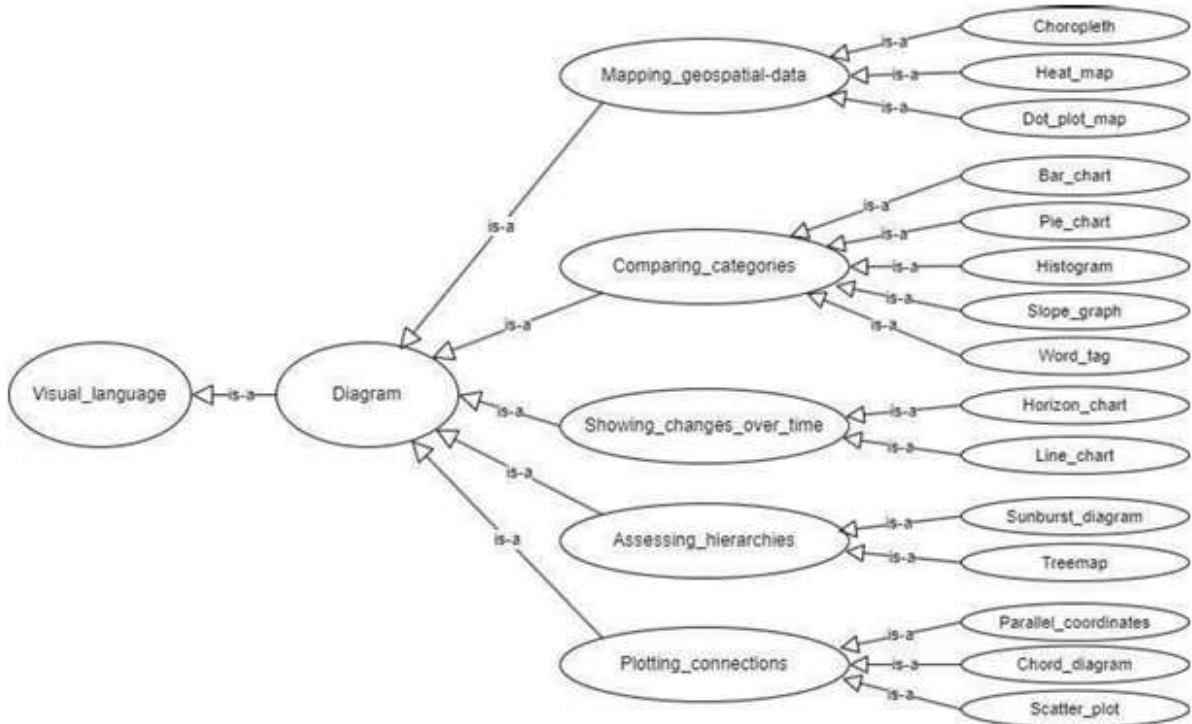 Choropleth
is-a
Mapping_geospatial-data
is-a
Heat_map
is-a
Dot_plot_map
Bar_chart
is-a
is-a
Pie_chart
is-a
Comparing_categories
is-a
Histogram
is-a
Slope_graph
is-a
is-a
Word_tag
Visual_language
is-a
Diagram
is-a
Showing_changes_over_time
is-a
Horizon_chart
is-a
Line_chart
is-a
Assessing_hierarchies
is-a
Sunburst_diagram
is-a
Treemap
is-a
Plotting_connections
is-a
Parallel_coordinates
is-a
Chord_diagram
is-a
Scatter_plot